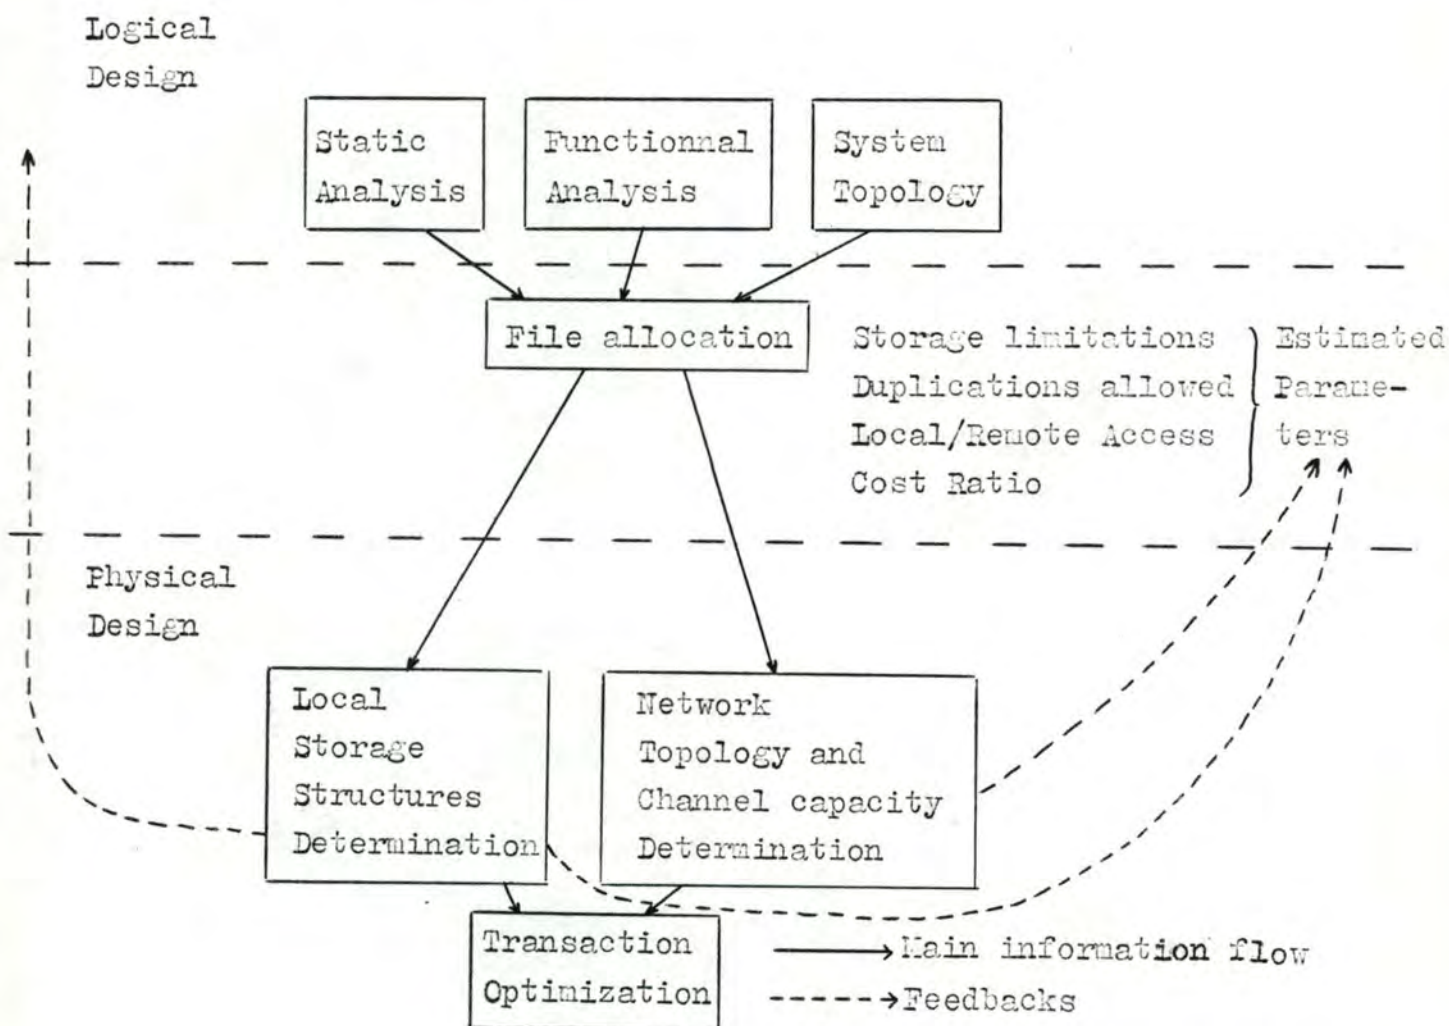 Logical
Design
Static
Analysis
Functionnal
Analysis
System
Topology
File allocation
Storage limitations
Duplications allowed
Local/Remote Access
Cost Ratio
Estimated
Parame-
ters
Physical
Design
Local
Storage
Structures
Determination
Network
Topology and
Channel capacity
Determination
Transaction
Optimization
Main information flow
Feedbacks